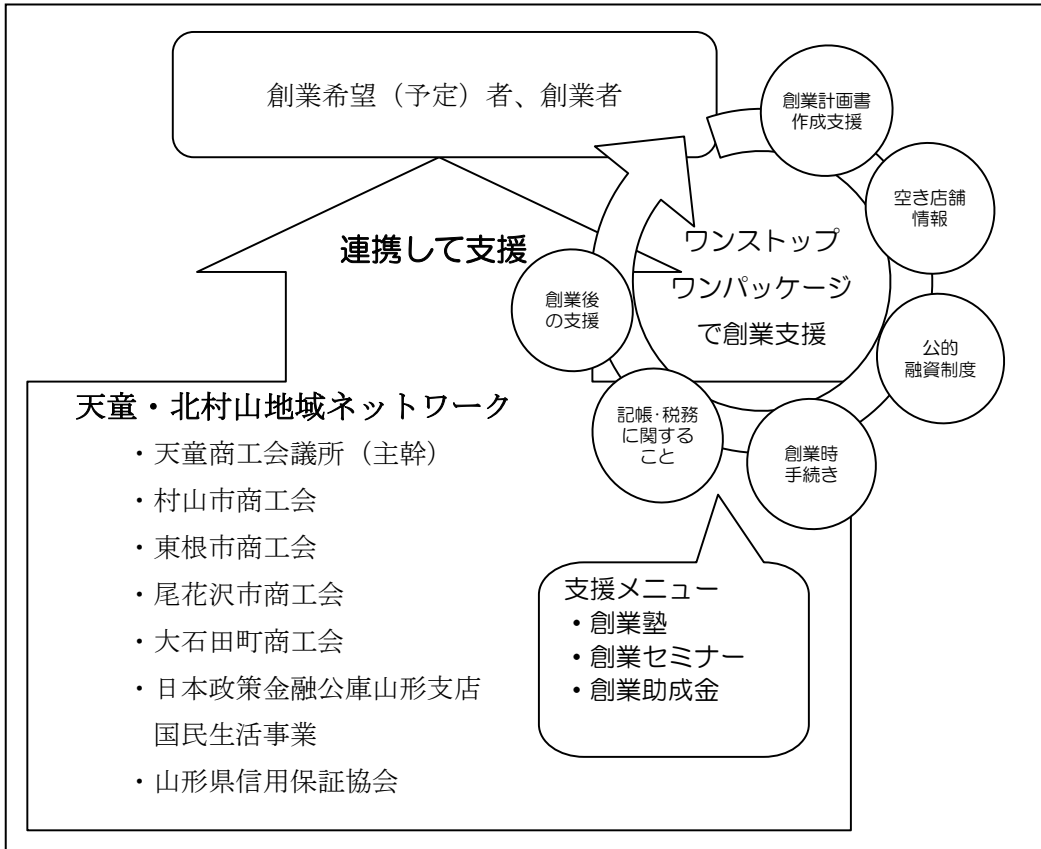 創業希望（予定）者、創業者
連携して支援
ワンストップ
ワンパッケージ
で創業支援
創業計画書
作成支援
空き店舗
情報
公的
融資制度
創業時
手続き
記帳・税務
に関する
こと
創業後
の支援
天童・北村山地域ネットワーク
・天童商工会議所（主幹）
・村山市商工会
・東根市商工会
・尾花沢市商工会
・大石田町商工会
・日本政策金融公庫山形支店
国民生活事業
・山形県信用保証協会
支援メニュー
・創業塾
・創業セミナー
・創業助成金